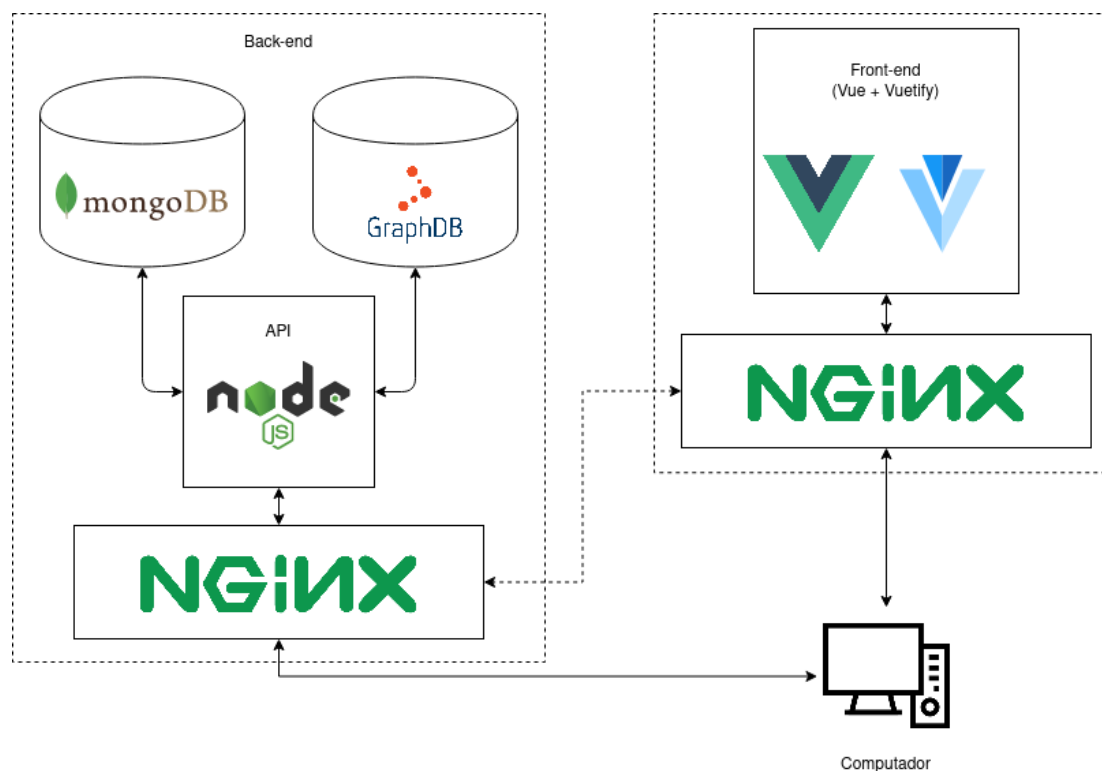 Back-end
mongoDB
GraphDB
API
node
JS
NGINX
Front-end
(Vue + Vuetify)
NGINX
Computador